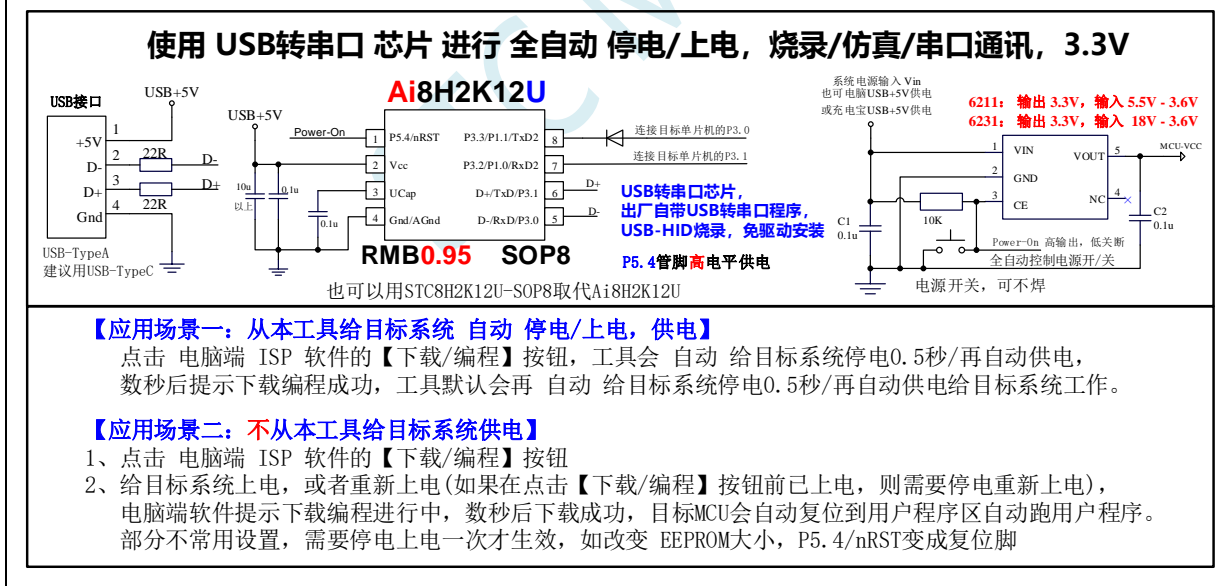 使用 USB转串口 芯片 进行 全自动 停电/上电，烧录/仿真/串口通讯，3.3V
USB接口
USB+5V
+5V
1
D-
2
22R
D-
D+
3
D+
Gnd
4
22R
USB-TypeA
建议用USB-TypeC
USB+5V
10u
以上
0.1u
0.1u
Power-On
Ai8H2K12U
1
P5.4/nRST
P3.3/P1.1/TxD2
8
2
Vcc
P3.2/P1.0/RxD2
7
3
UCap
D+/TxD/P3.1
6
4
Gnd/AGnd
D-/RxD/P3.0
5
连接目标单片机的P3.0
连接目标单片机的P3.1
D+
D-
RMB0.95 SOP8
也可以用STC8H2K12U-SOP8取代Ai8H2K12U
USB转串口芯片，
出厂自带USB转串口程序，
USB-HID烧录，免驱动安装
P5.4管脚高电平供电
系统电源输入 Vin
也可电脑USB+5V供电
或充电宝USB+5V供电
6211： 输出 3.3V，输入 5.5V - 3.6V
6231： 输出 3.3V，输入 18V - 3.6V
1
VIN
VOUT
5
MCU-VCC
2
GND
3
CE
NC
4
C1
0.1u
10K
C2
0.1u
Power-On 高输出，低关断
全自动控制电源开/关
电源开关，可不焊
【应用场景一：从本工具给目标系统 自动 停电/上电，供电】
点击 电脑端 ISP 软件的【下载/编程】按钮，工具会 自动 给目标系统停电0.5秒/再自动供电，
数秒后提示下载编程成功，工具默认会再 自动 给目标系统停电0.5秒/再自动供电给目标系统工作。
【应用场景二：不从本工具给目标系统供电】
1、点击 电脑端 ISP 软件的【下载/编程】按钮
2、给目标系统上电，或者重新上电(如果在点击【下载/编程】按钮前已上电，则需要停电重新上电)，
电脑端软件提示下载编程进行中，数秒后下载成功，目标MCU会自动复位到用户程序区自动跑用户程序。
部分不常用设置，需要停电上电一次才生效，如改变 EEPROM大小，P5.4/nRST变成复位脚